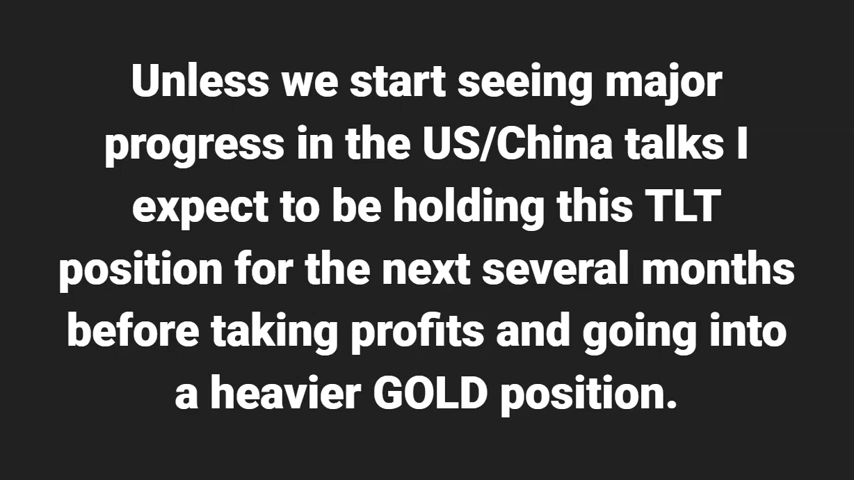 Unless we start seeing major
progress in the US/China talks I
expect to be holding this TLT
position for the next several months
before taking profits and going into
a heavier GOLD position.